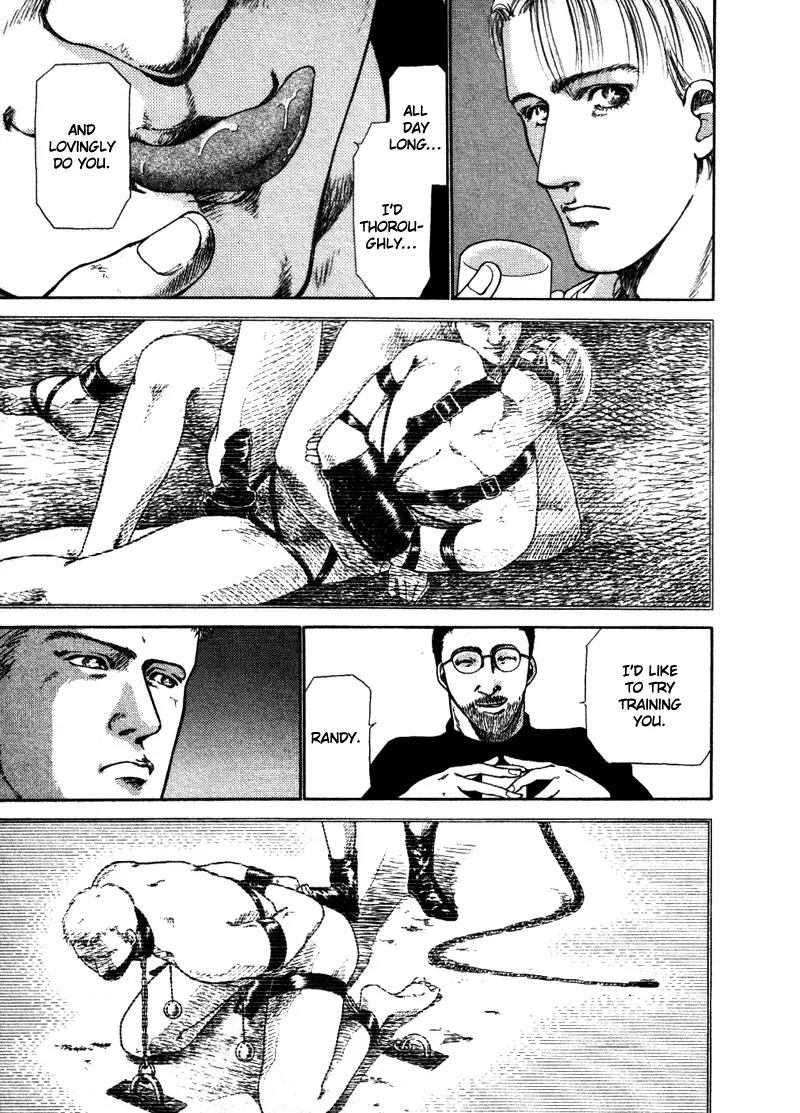 ALL
DAY
LONG...
I'D
THOROU-
GHLY...
AND
LOVINGLY
DO YOU.
I'D LIKE
TO TRY
TRAINING
YOU.
RANDY.